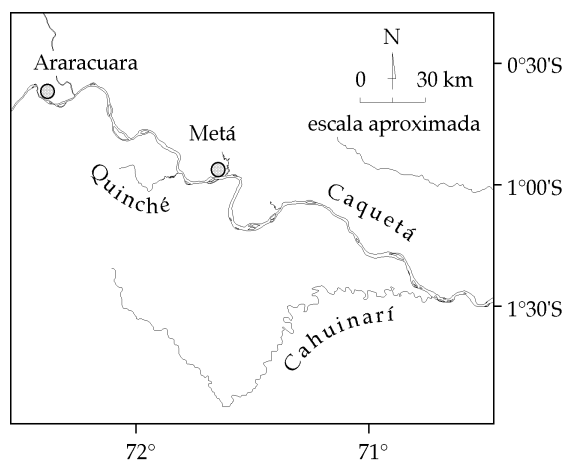 Araracuara
N
0 30 km
escala aproximada
0°30'S
Metá
Quinché
Caquetá
1°00'S
Cahuinarí
1°30'S
72° 71°